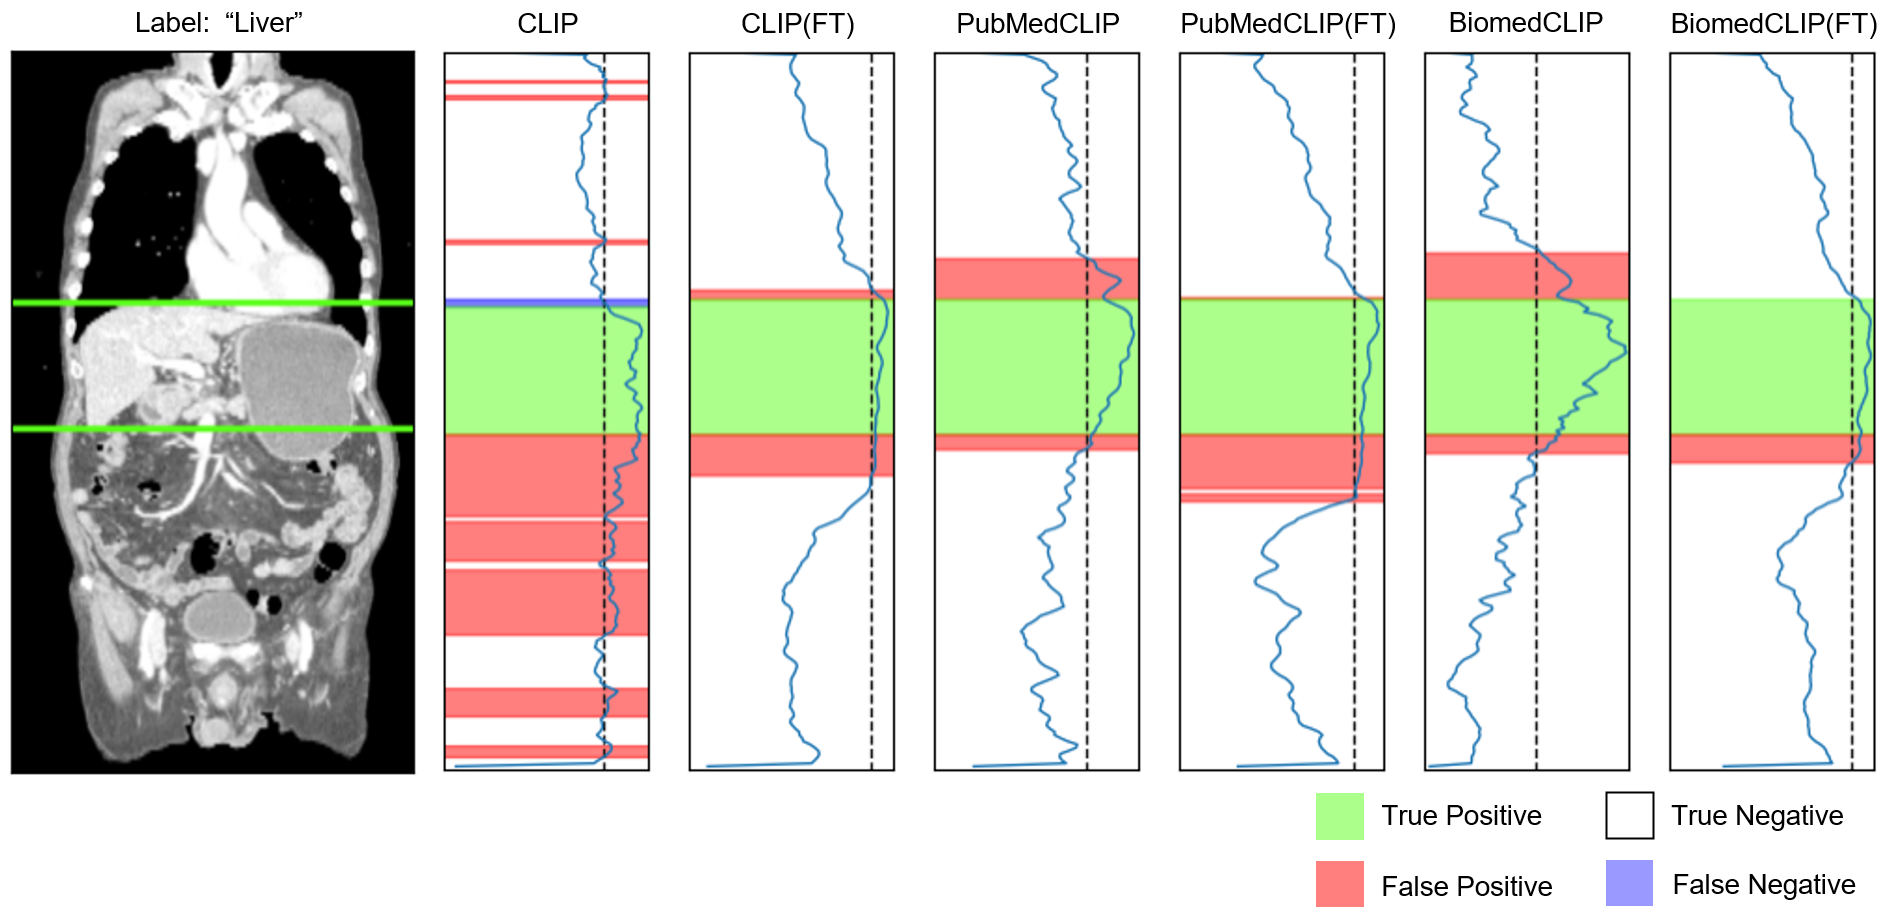 Label: “Liver”
CLIP
CLIP(FT)
PubMedCLIP
PubMedCLIP(FT)
BiomedCLIP
BiomedCLIP(FT)
True Positive
True Negative
False Positive
False Negative